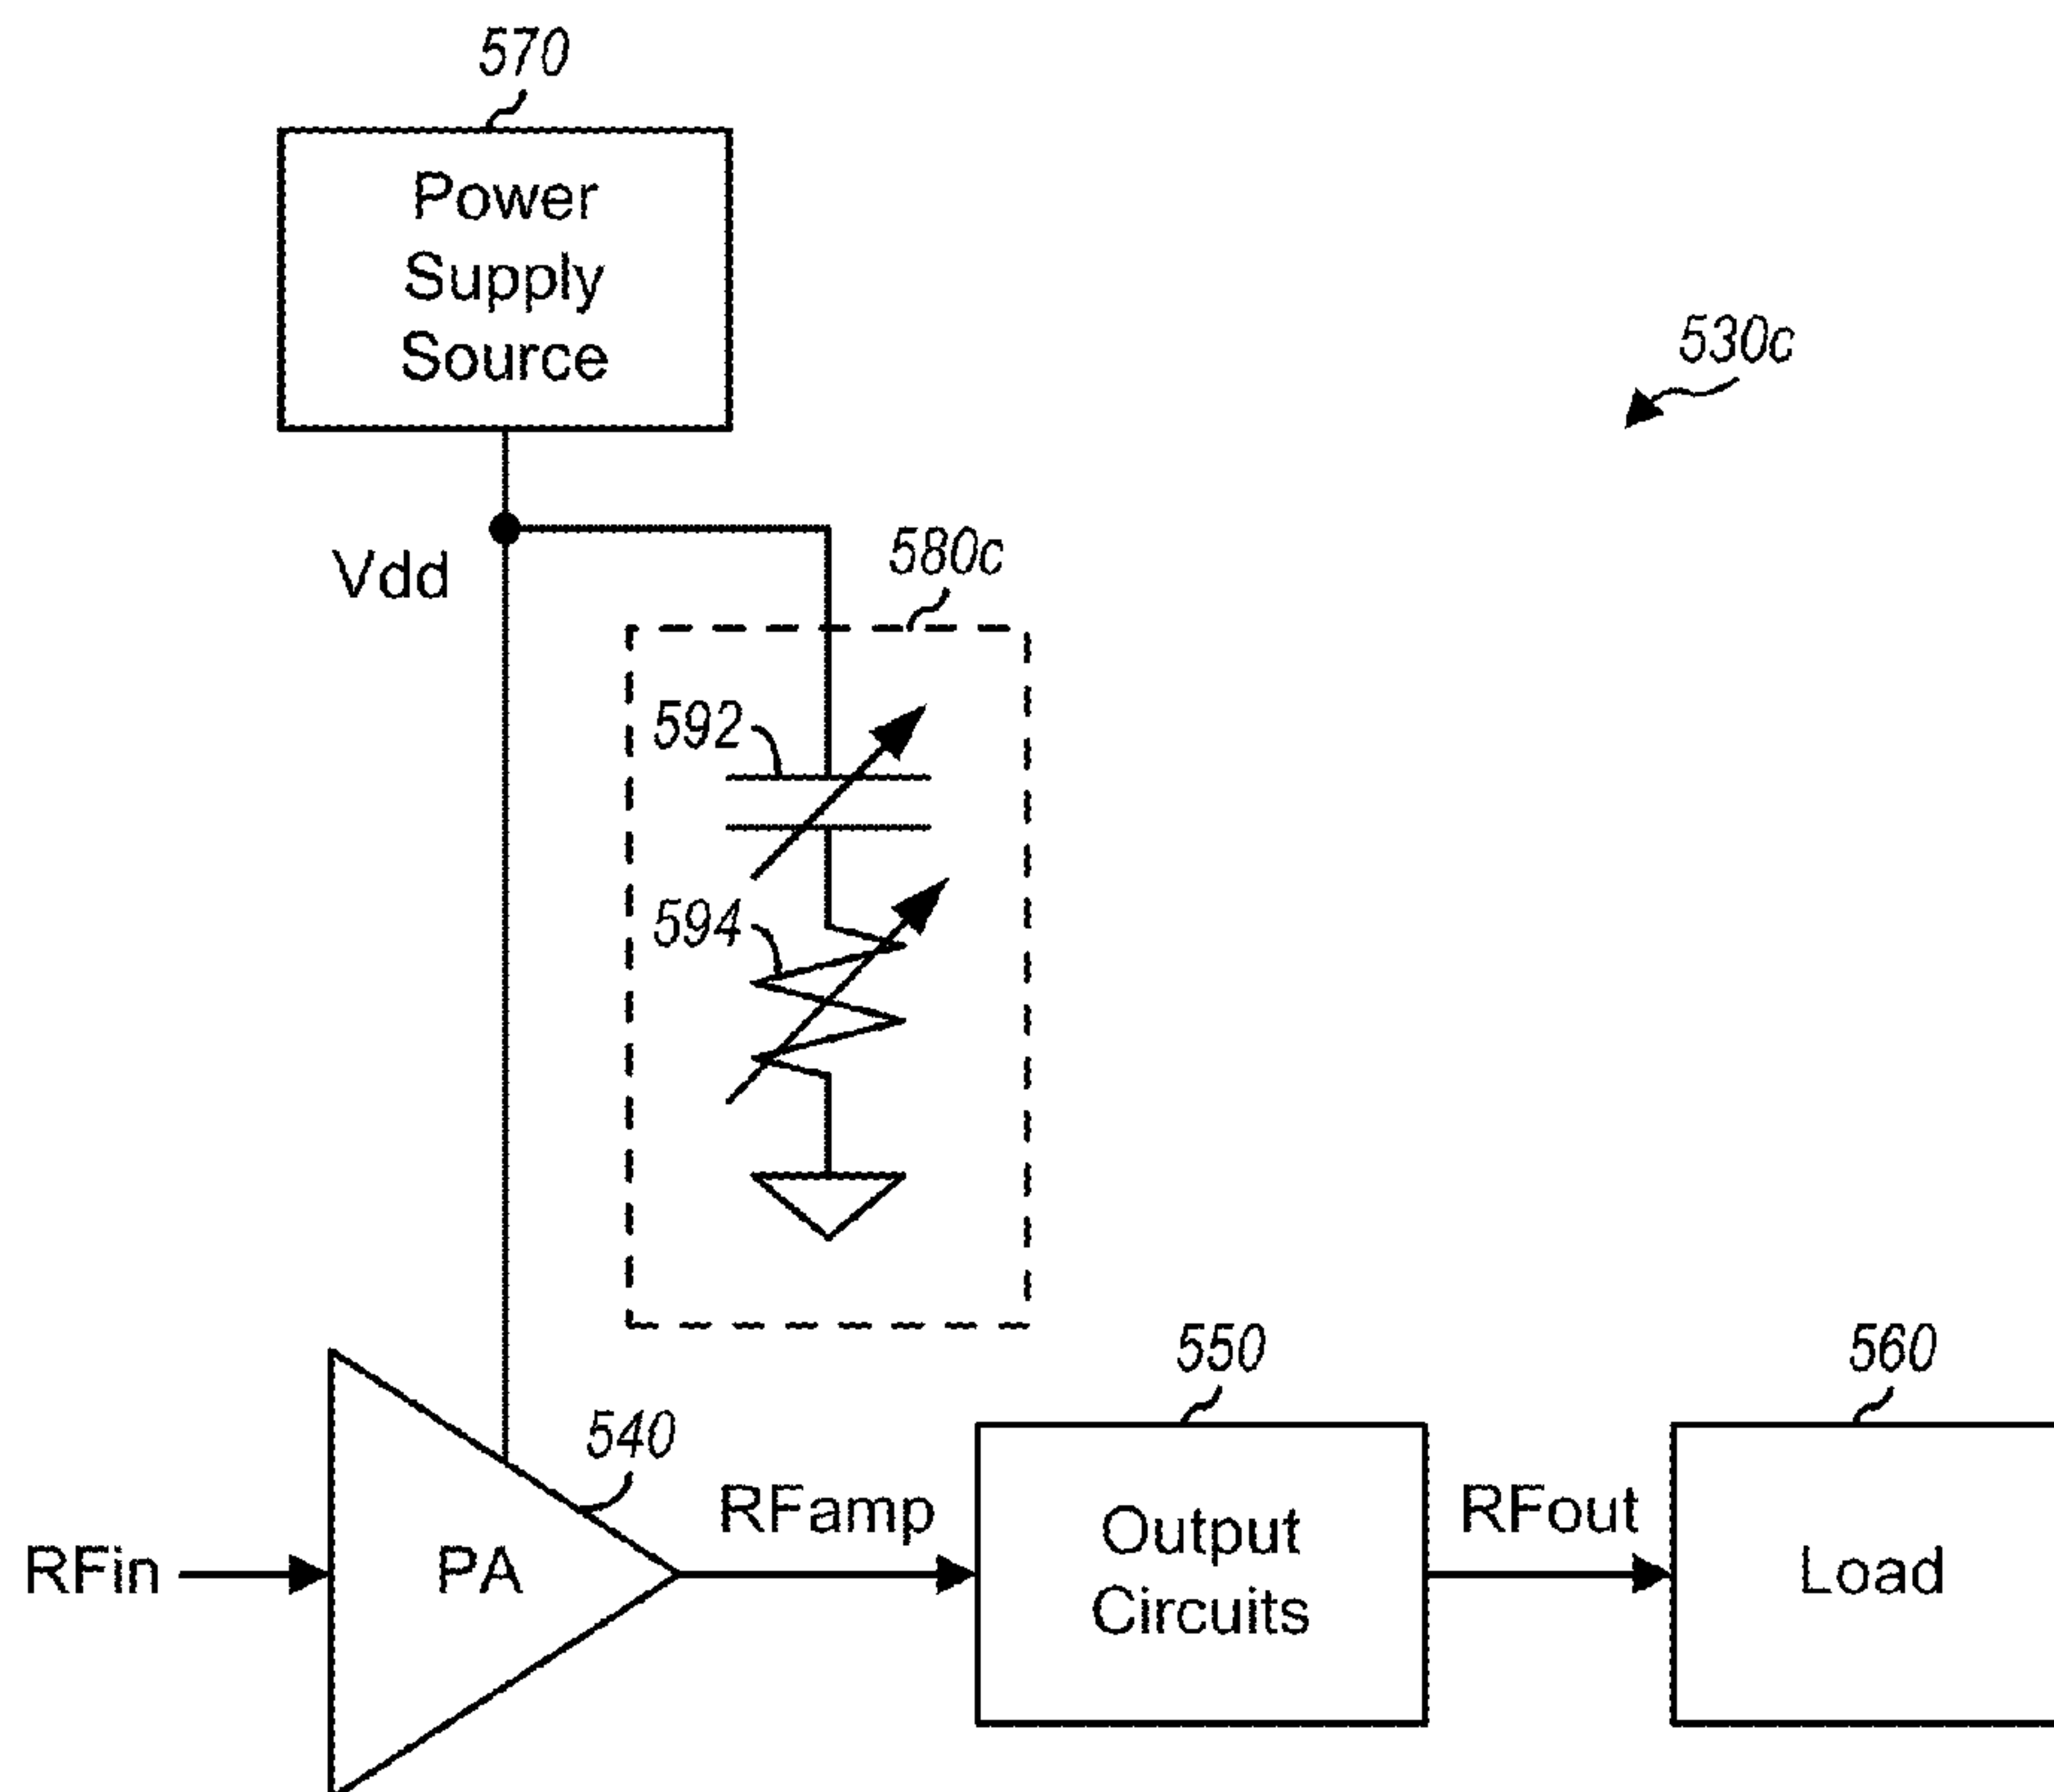 570
Power
Supply
Source
530c
Vdd
580c
592
594
550
560
540
RFamp
RFout
RFin
PA
Output
Circuits
Load